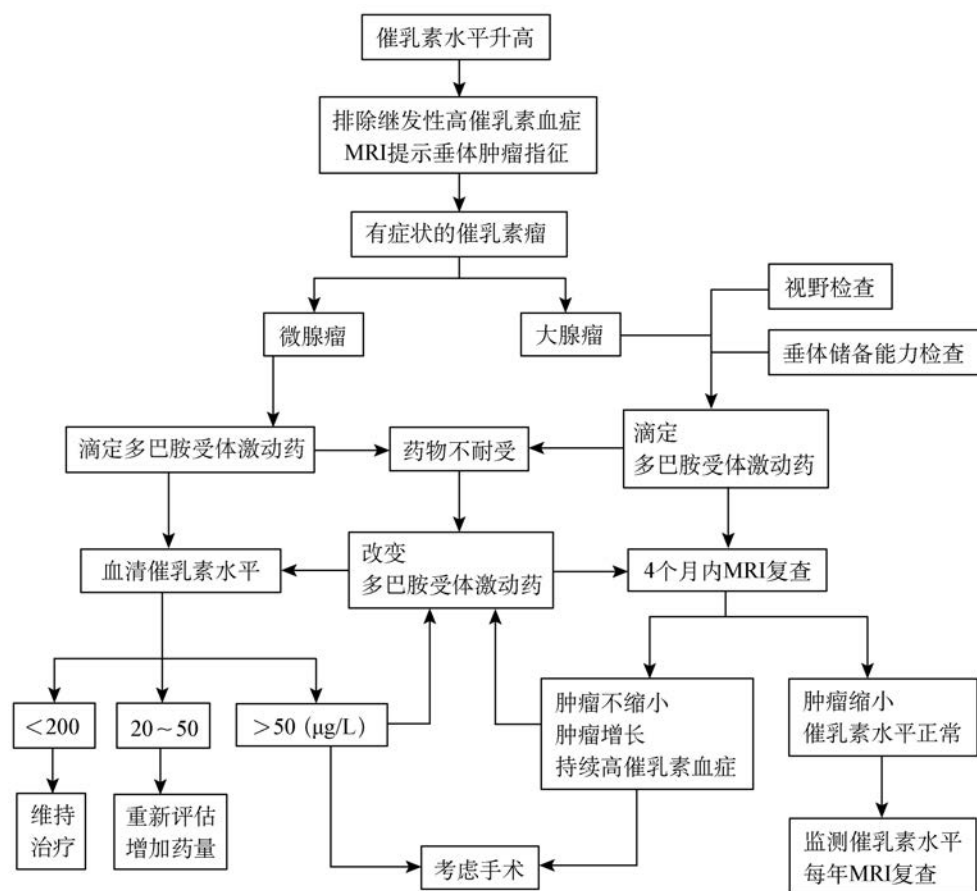 催乳素水平升高
排除继发性高催乳素血症
MRI提示垂体肿瘤指征
有症状的催乳素瘤
视野检查
微腺瘤
大腺瘤
垂体储备能力检查
滴定多巴胺受体激动药
药物不耐受
滴定
多巴胺受体激动药
血清催乳素水平
改变
多巴胺受体激动药
4个月内MRI复查
<200
20~50
>50 (μg/L)
肿瘤不缩小
肿瘤增长
持续高催乳素血症
肿瘤缩小
催乳素水平正常
维持
治疗
重新评估
增加药量
考虑手术
监测催乳素水平
每年MRI复查